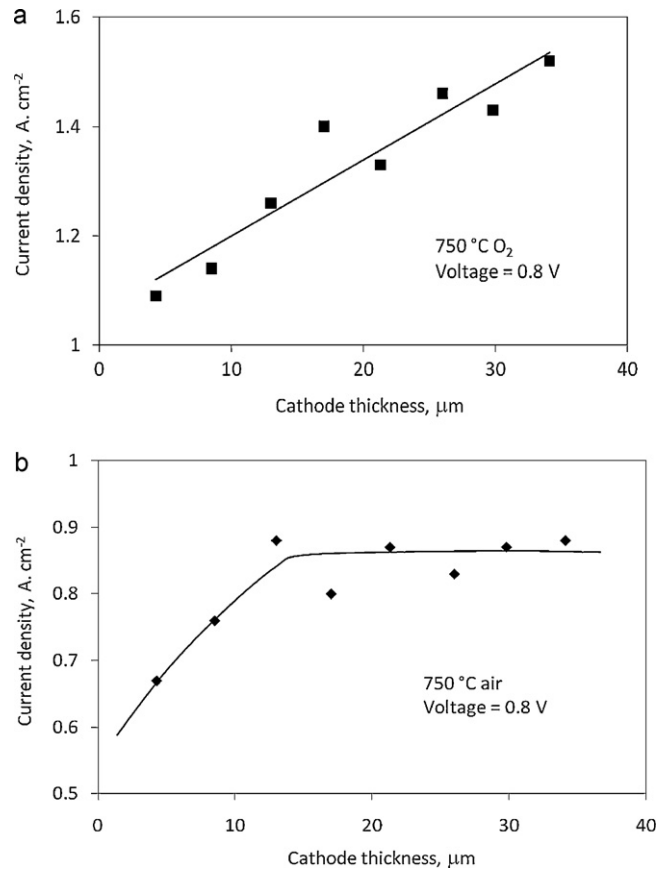 a
1.6
1.4
1.2
1
Current density, A. cm⁻²
750 °C O₂
Voltage = 0.8 V
0 10 20 30 40
Cathode thickness, μm
b
1
0.9
0.8
0.7
0.6
0.5
Current density, A. cm⁻²
750 °C air
Voltage = 0.8 V
0 10 20 30 40
Cathode thickness, μm